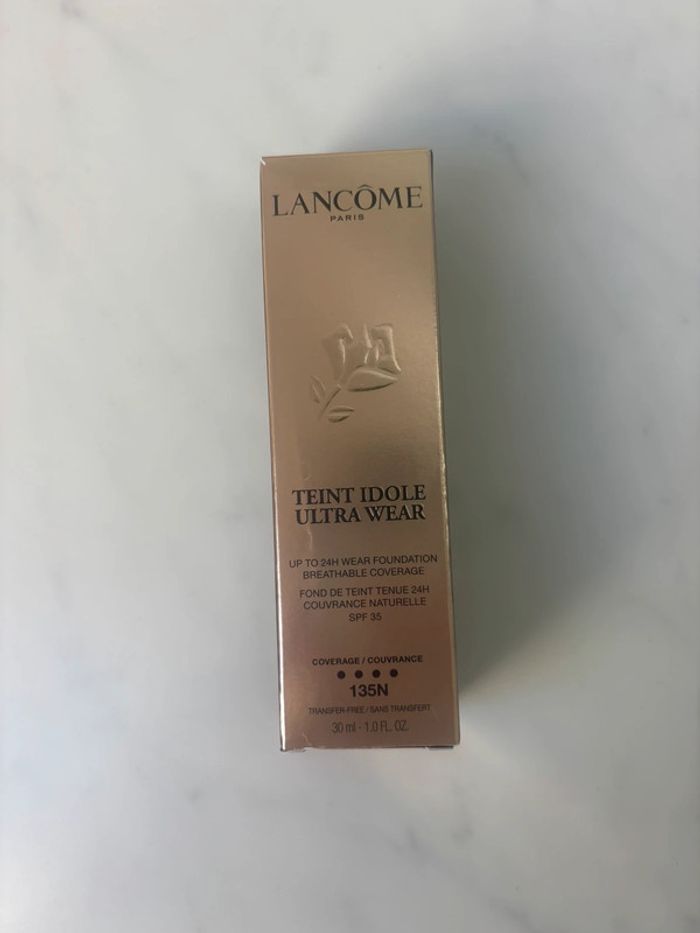 LANCÔME
PARIS
TEINT IDOLE
ULTRA WEAR
UP TO 24H WEAR FOUNDATION
BREATHABLE COVERAGE
FOND DE TEINT TENUE 24H
COUVRANCE NATURELLE
SPF 35
COVERAGE / COUVRANCE
135N
TRANSFER-FREE / SANS TRANSFERT
30 ml - 1.0 FL. OZ.